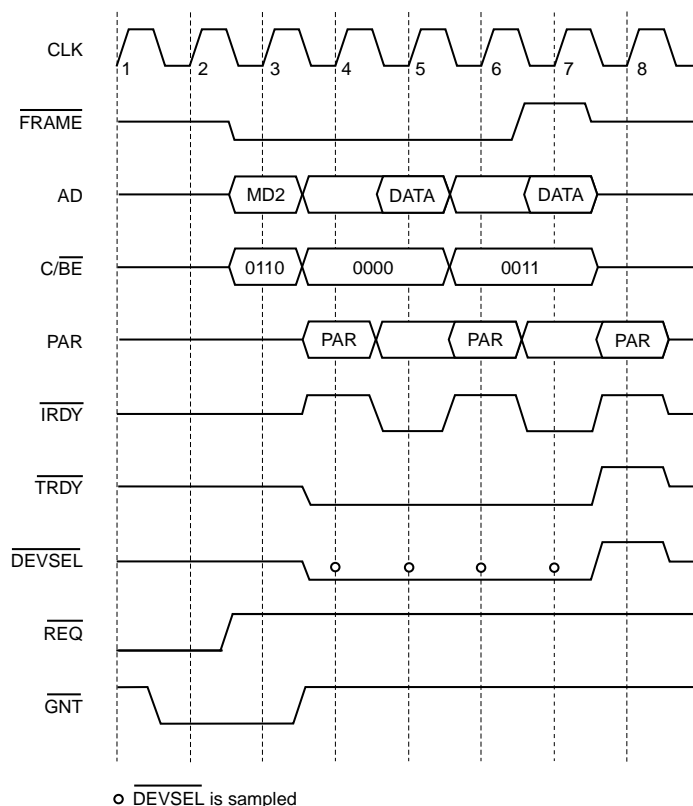 CLK
1 2 3 4 5 6 7 8
FRAME
AD
MD2 DATA DATA
C/BE
0110 0000 0011
PAR
PAR PAR PAR
IRDY
TRDY
DEVSEL
REQ
GNT
DEVSEL is sampled